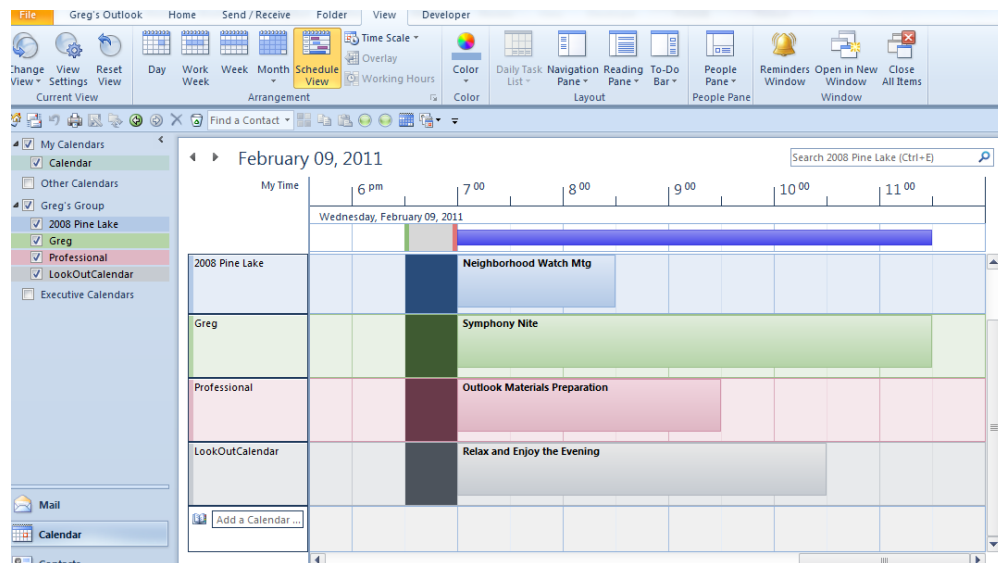 File Greg's Outlook Home Send / Receive Folder View Developer
Change View View Settings Reset View Day Work Week Week Month Schedule View Time Scale Overlay Working Hours Color Daily Task List Navigation Pane Reading Pane To-Do Bar People Pane Reminders Window Open in New Window Close All Items
Current View Arrangement Color Layout People Pane Window
Find a Contact
My Calendars
Calendar
Other Calendars
Greg's Group
2008 Pine Lake
Greg
Professional
LookOutCalendar
Executive Calendars
Mail
Calendar
Contacts
February 09, 2011
Search 2008 Pine Lake (Ctrl+E)
My Time 6 pm 7 00 8 00 9 00 10 00 11 00
Wednesday, February 09, 2011
2008 Pine Lake Neighborhood Watch Mtg
Greg Symphony Nite
Professional Outlook Materials Preparation
LookOutCalendar Relax and Enjoy the Evening
Add a Calendar ...